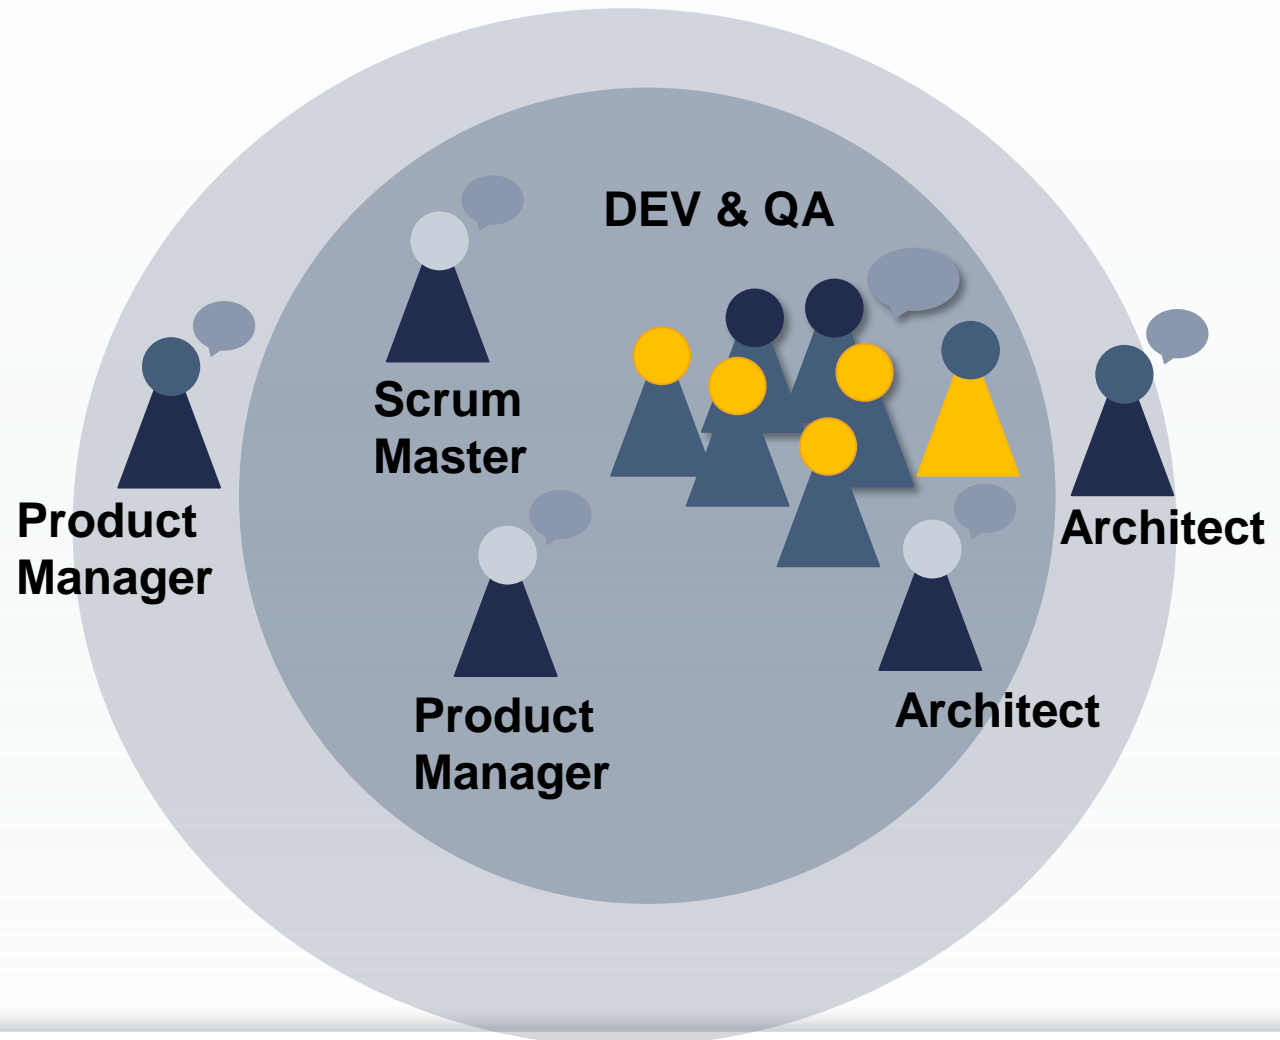 DEV & QA
Scrum
Master
Product
Manager
Architect
Product
Manager
Architect